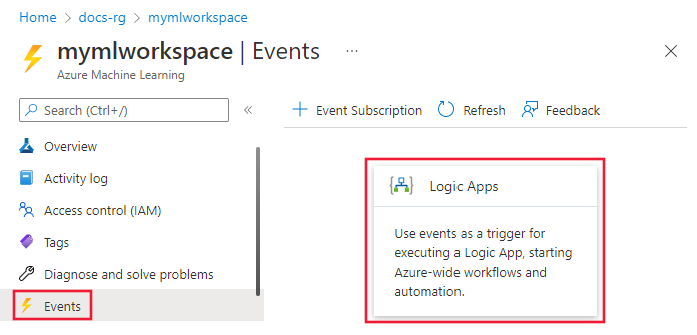 Home > docs-rg > mymlworkspace
mymlworkspace | Events ...
Azure Machine Learning
Search (Ctrl+/)
Overview
Activity log
Access control (IAM)
Tags
Diagnose and solve problems
Events
Event Subscription
Refresh
Feedback
Logic Apps
Use events as a trigger for
executing a Logic App, starting
Azure-wide workflows and
automation.